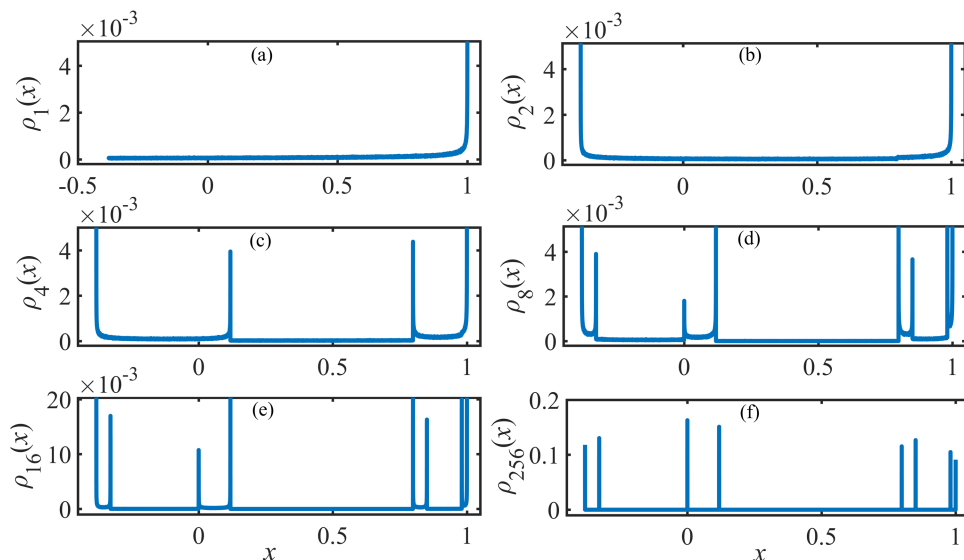 ×10⁻³ (a) ρ₁(x) 4 2 0 -0.5 0 0.5 1
×10⁻³ (b) ρ₂(x) 4 2 0 0 0.5 1
×10⁻³ (c) ρ₄(x) 4 2 0 0 0.5 1
×10⁻³ (d) ρ₈(x) 4 2 0 0 0.5 1
×10⁻³ (e) ρ₁₆(x) 20 10 0 0 0.5 1 x
(f) ρ₂₅₆(x) 0.2 0.1 0 0 0.5 1 x